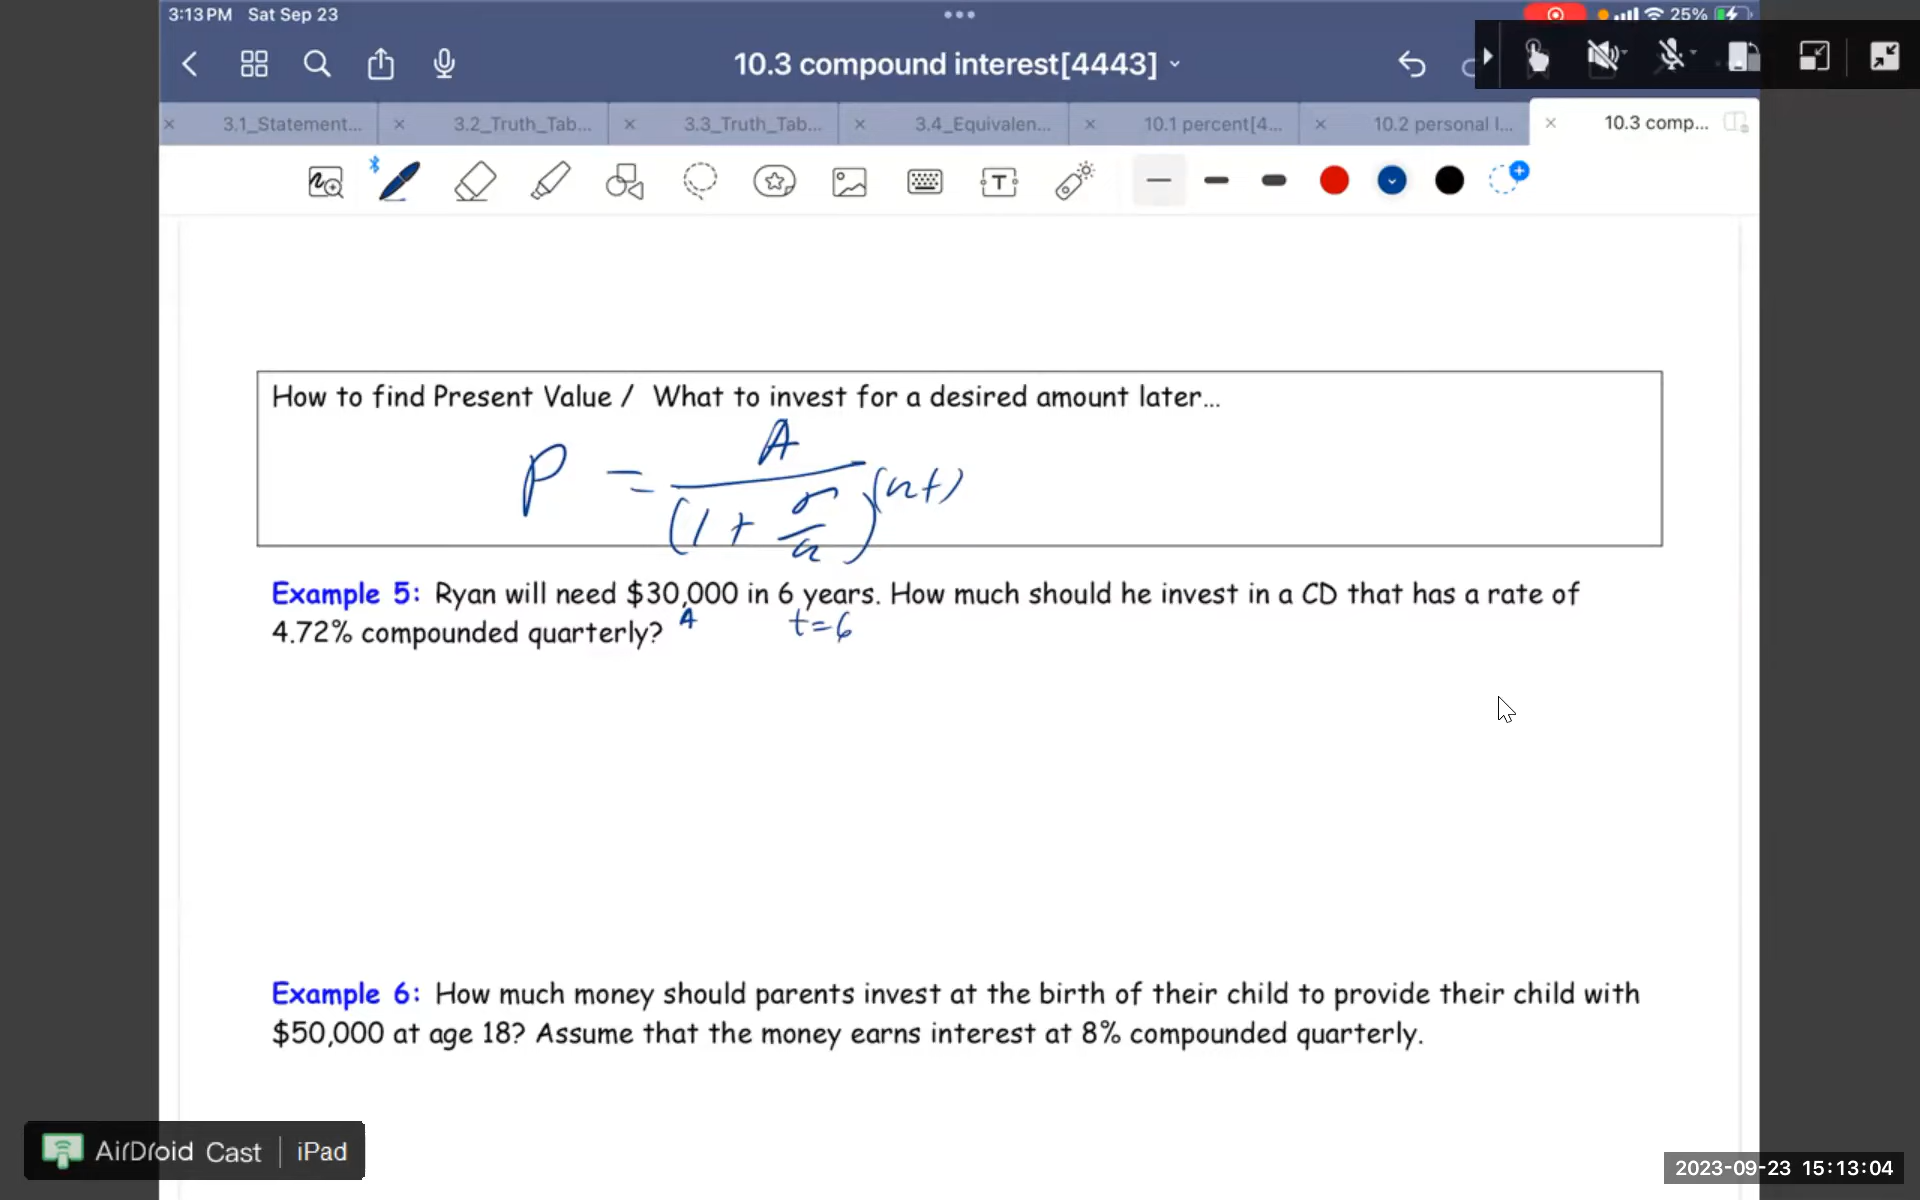 3:13 PM Sat Sep 23
25%
10.3 compound interest[4443]
3.1_Statement...
3.2_Truth_Tab...
3.3_Truth_Tab...
3.4_Equivalen...
10.1 percent[4...
10.2 personal l...
10.3 comp...
How to find Present Value / What to invest for a desired amount later...
P = A / (1 + r/n)^(nt)
Example 5: Ryan will need $30,000 in 6 years. How much should he invest in a CD that has a rate of
A t=6
4.72% compounded quarterly?
Example 6: How much money should parents invest at the birth of their child to provide their child with
$50,000 at age 18? Assume that the money earns interest at 8% compounded quarterly.
AirDroid Cast | iPad
2023-09-23 15:13:04